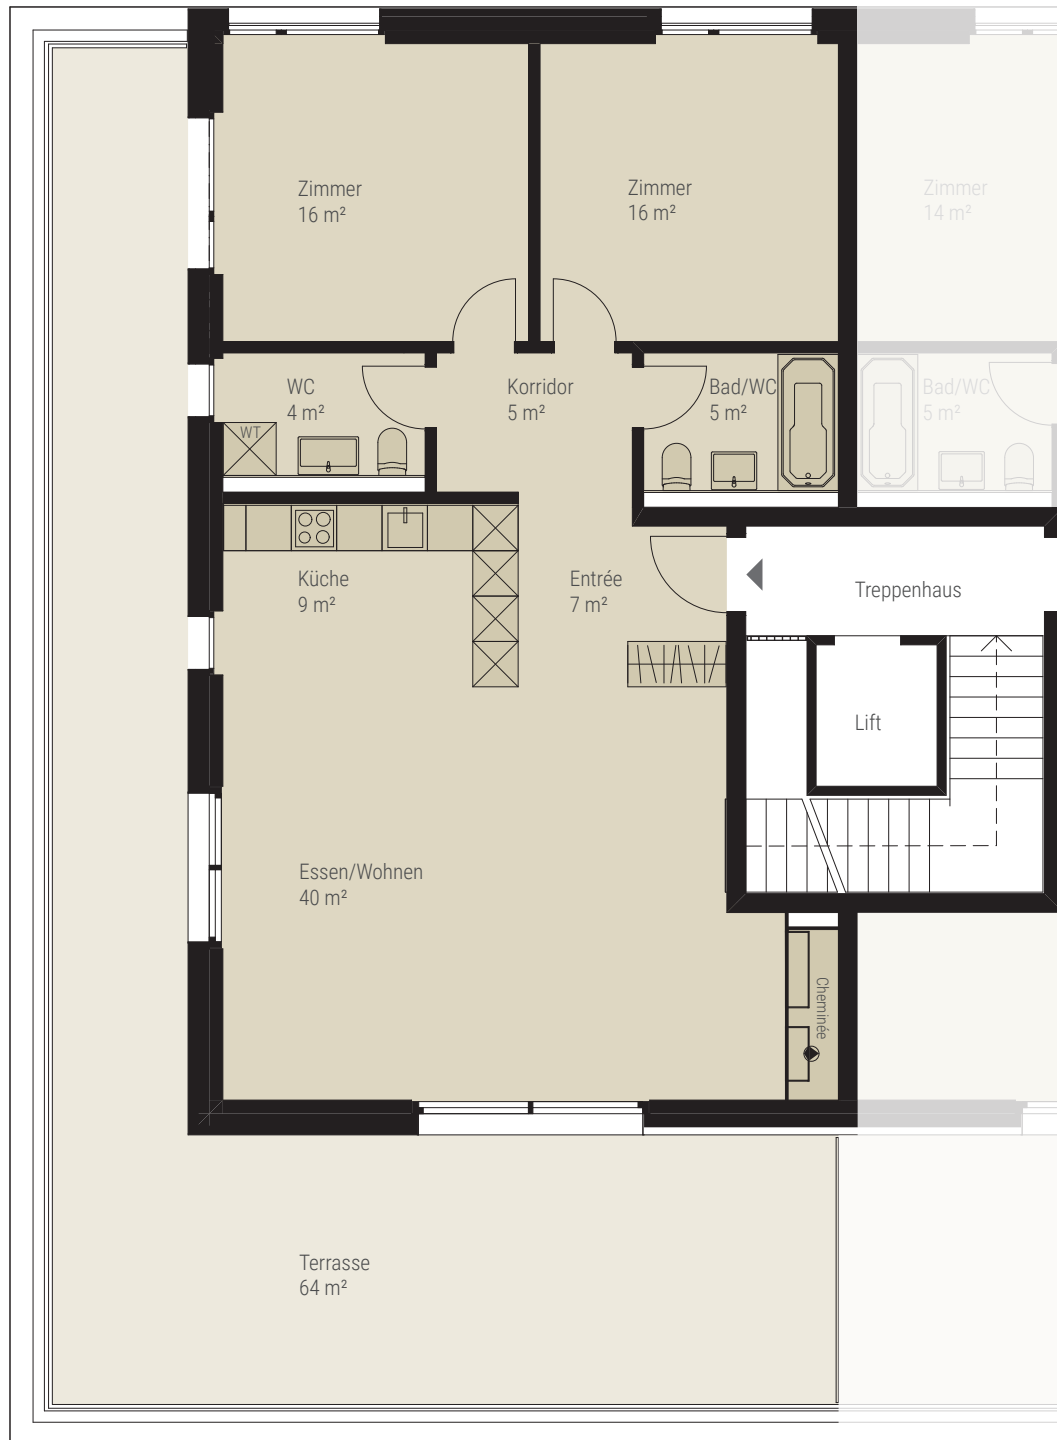 Zimmer
16 m²
Zimmer
16 m²
Zimmer
14 m²
WC
4 m²
WT
Korridor
5 m²
Bad/WC
5 m²
Bad/WC
5 m²
Küche
9 m²
Entrée
7 m²
Treppenhaus
Lift
Essen/Wohnen
40 m²
Cheminée
Terrasse
64 m²